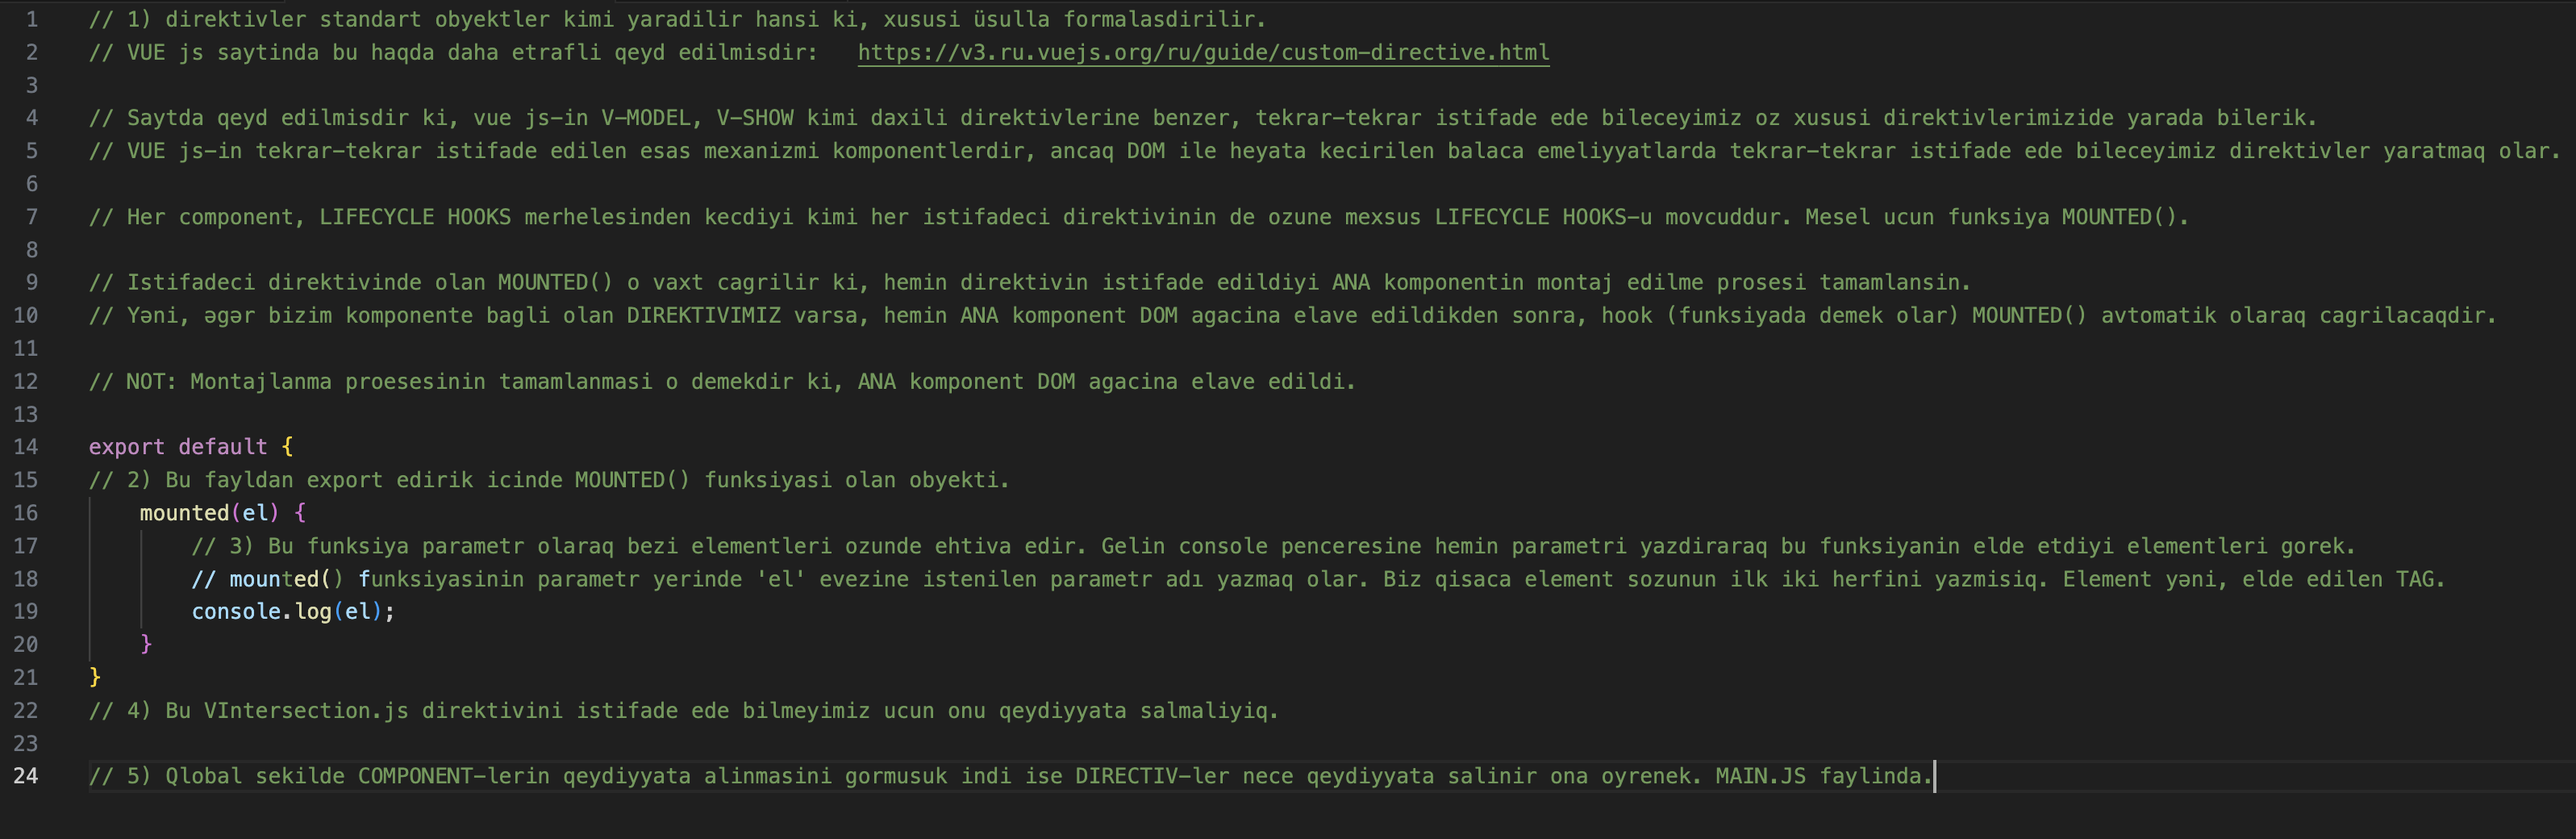 1 // 1) direktivler standart obyektler kimi yaradilir hansi ki, xususi üsulla formalasdirilir.
2 // VUE js saytinda bu haqda daha etrafli qeyd edilmisdir:   https://v3.ru.vuejs.org/ru/guide/custom-directive.html
3
4 // Saytda qeyd edilmisdir ki, vue js-in V-MODEL, V-SHOW kimi daxili direktivlerine benzer, tekrar-tekrar istifade ede bileceyimiz oz xususi direktivlerimizide yarada bilerik.
5 // VUE js-in tekrar-tekrar istifade edilen esas mexanizmi komponentlerdir, ancaq DOM ile heyata kecirilen balaca emeliyyatlarda tekrar-tekrar istifade ede bileceyimiz direktivler yaratmaq olar.
6
7 // Her component, LIFECYCLE HOOKS merhelesinden kecdiyi kimi her istifadeci direktivinin de ozune mexsus LIFECYCLE HOOKS-u movcuddur. Mesel ucun funksiya MOUNTED().
8
9 // Istifadeci direktivinde olan MOUNTED() o vaxt cagrilir ki, hemin direktivin istifade edildiyi ANA komponentin montaj edilme prosesi tamamlansin.
10 // Yəni, əgər bizim komponente bagli olan DIREKTIVIMIZ varsa, hemin ANA komponent DOM agacina elave edildikden sonra, hook (funksiyada demek olar) MOUNTED() avtomatik olaraq cagrilacaqdir.
11
12 // NOT: Montajlanma proesesinin tamamlanmasi o demekdir ki, ANA komponent DOM agacina elave edildi.
13
14 export default {
15 // 2) Bu fayldan export edirik icinde MOUNTED() funksiyasi olan obyekti.
16     mounted(el) {
17         // 3) Bu funksiya parametr olaraq bezi elementleri ozunde ehtiva edir. Gelin console penceresine hemin parametri yazdiraraq bu funksiyanin elde etdiyi elementleri gorek.
18         // mounted() funksiyasinin parametr yerinde 'el' evezine istenilen parametr adı yazmaq olar. Biz qisaca element sozunun ilk iki herfini yazmisiq. Element yəni, elde edilen TAG.
19         console.log(el);
20     }
21 }
22 // 4) Bu VIntersection.js direktivini istifade ede bilmeyimiz ucun onu qeydiyyata salmaliyiq.
23
24 // 5) Qlobal sekilde COMPONENT-lerin qeydiyyata alinmasini gormusuk indi ise DIRECTIV-ler nece qeydiyyata salinir ona oyrenek. MAIN.JS faylinda.